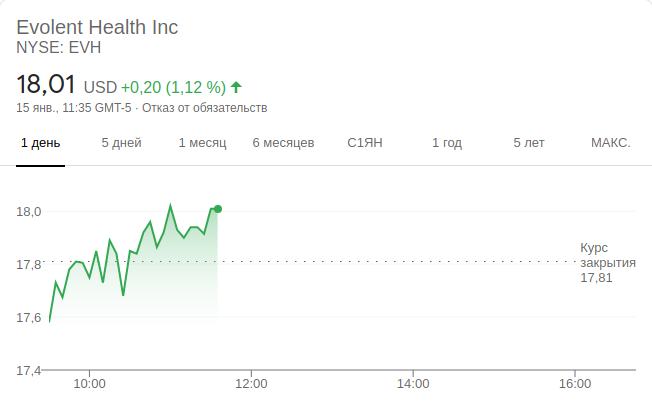 Evolent Health Inc
NYSE: EVH
18,01 USD +0,20 (1,12 %)
15 янв., 11:35 GMT-5 · Отказ от обязательств
1 день 5 дней 1 месяц 6 месяцев С1ЯН 1 год 5 лет МАКС.
18,0
17,8
17,6
17,4
Курс
закрытия
17,81
10:00 12:00 14:00 16:00